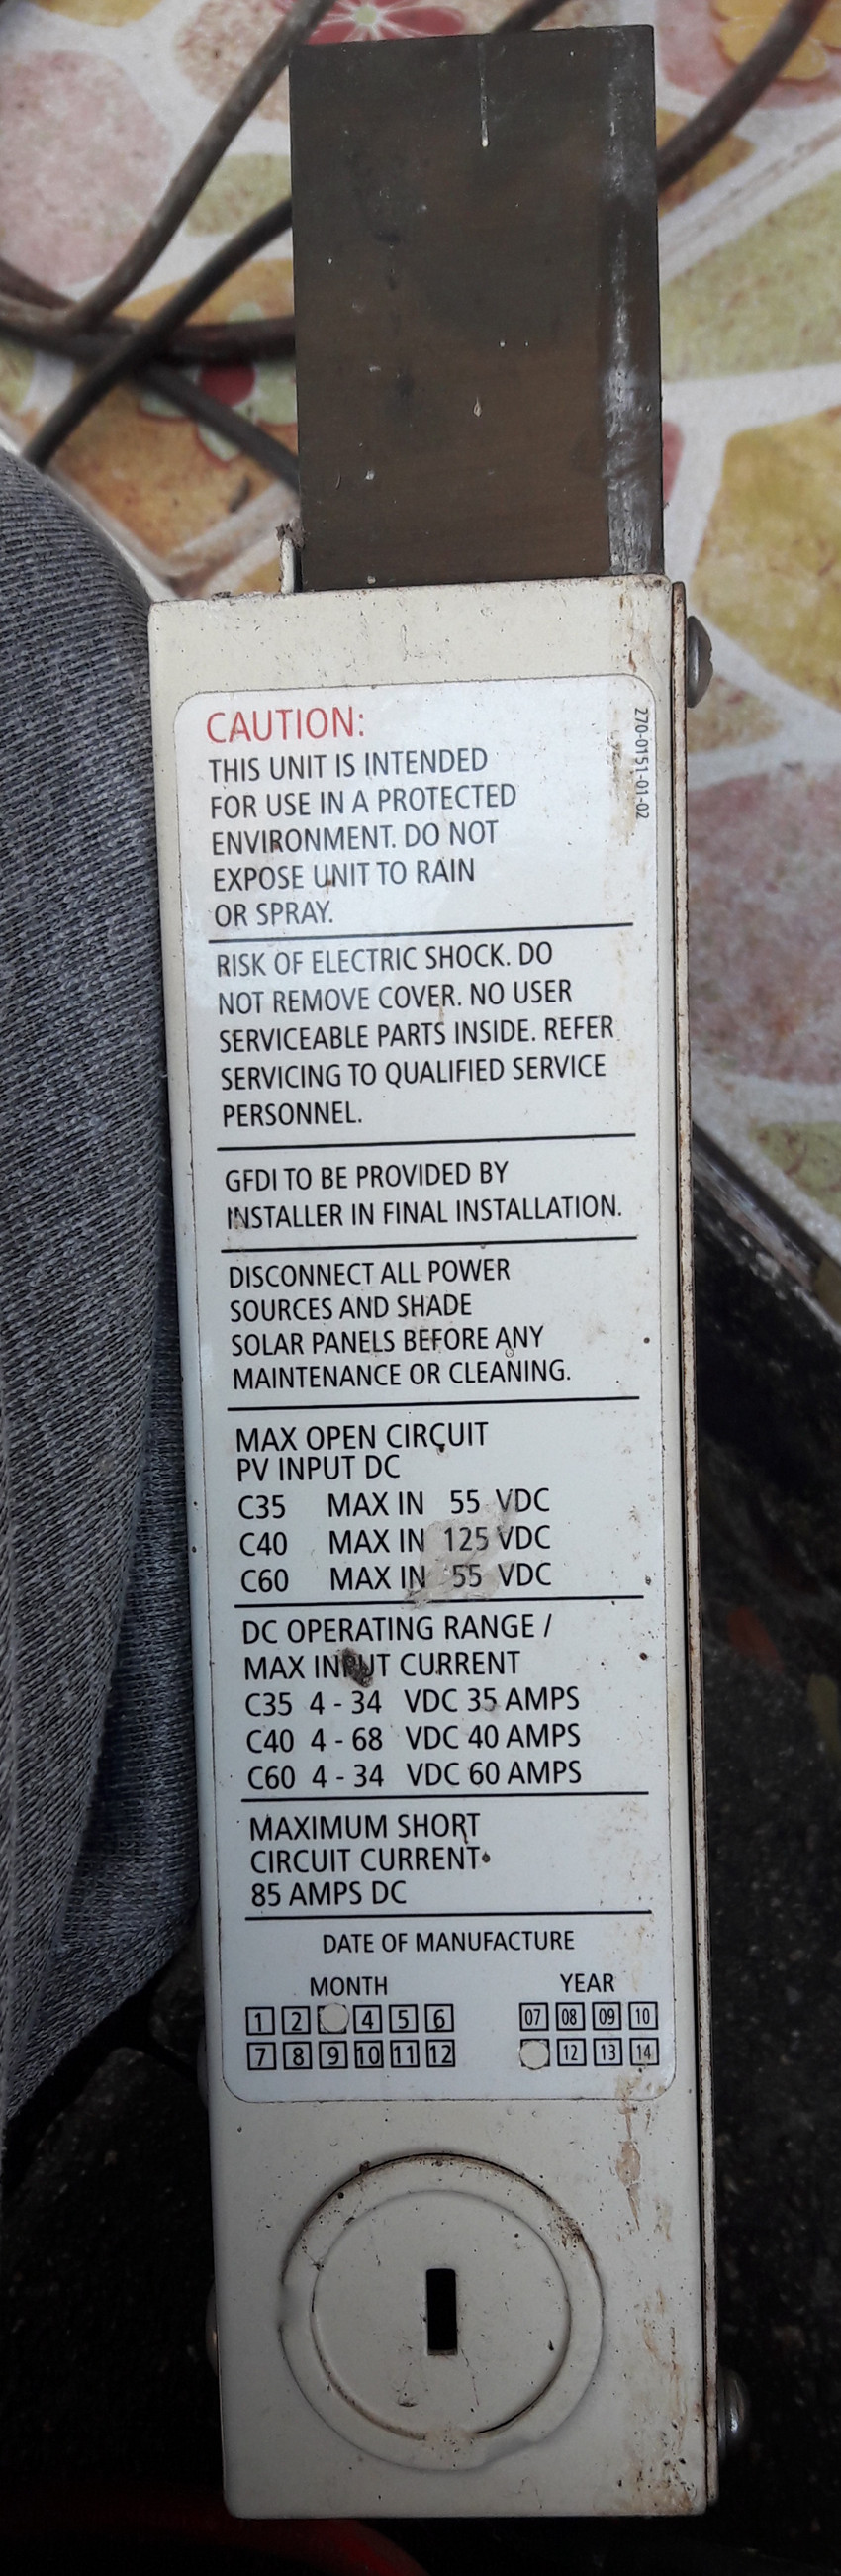 CAUTION:
THIS UNIT IS INTENDED
FOR USE IN A PROTECTED
ENVIRONMENT. DO NOT
EXPOSE UNIT TO RAIN
OR SPRAY.
270-0151-01-02
RISK OF ELECTRIC SHOCK. DO
NOT REMOVE COVER. NO USER
SERVICEABLE PARTS INSIDE. REFER
SERVICING TO QUALIFIED SERVICE
PERSONNEL.
GFDI TO BE PROVIDED BY
INSTALLER IN FINAL INSTALLATION.
DISCONNECT ALL POWER
SOURCES AND SHADE
SOLAR PANELS BEFORE ANY
MAINTENANCE OR CLEANING.
MAX OPEN CIRCUIT
PV INPUT DC
C35 MAX IN 55 VDC
C40 MAX IN 125 VDC
C60 MAX IN 55 VDC
DC OPERATING RANGE /
MAX INPUT CURRENT
C35 4 - 34 VDC 35 AMPS
C40 4 - 68 VDC 40 AMPS
C60 4 - 34 VDC 60 AMPS
MAXIMUM SHORT
CIRCUIT CURRENT
85 AMPS DC
DATE OF MANUFACTURE
MONTH YEAR
1 2 4 5 6 07 08 09 10
7 8 9 10 11 12 12 13 14